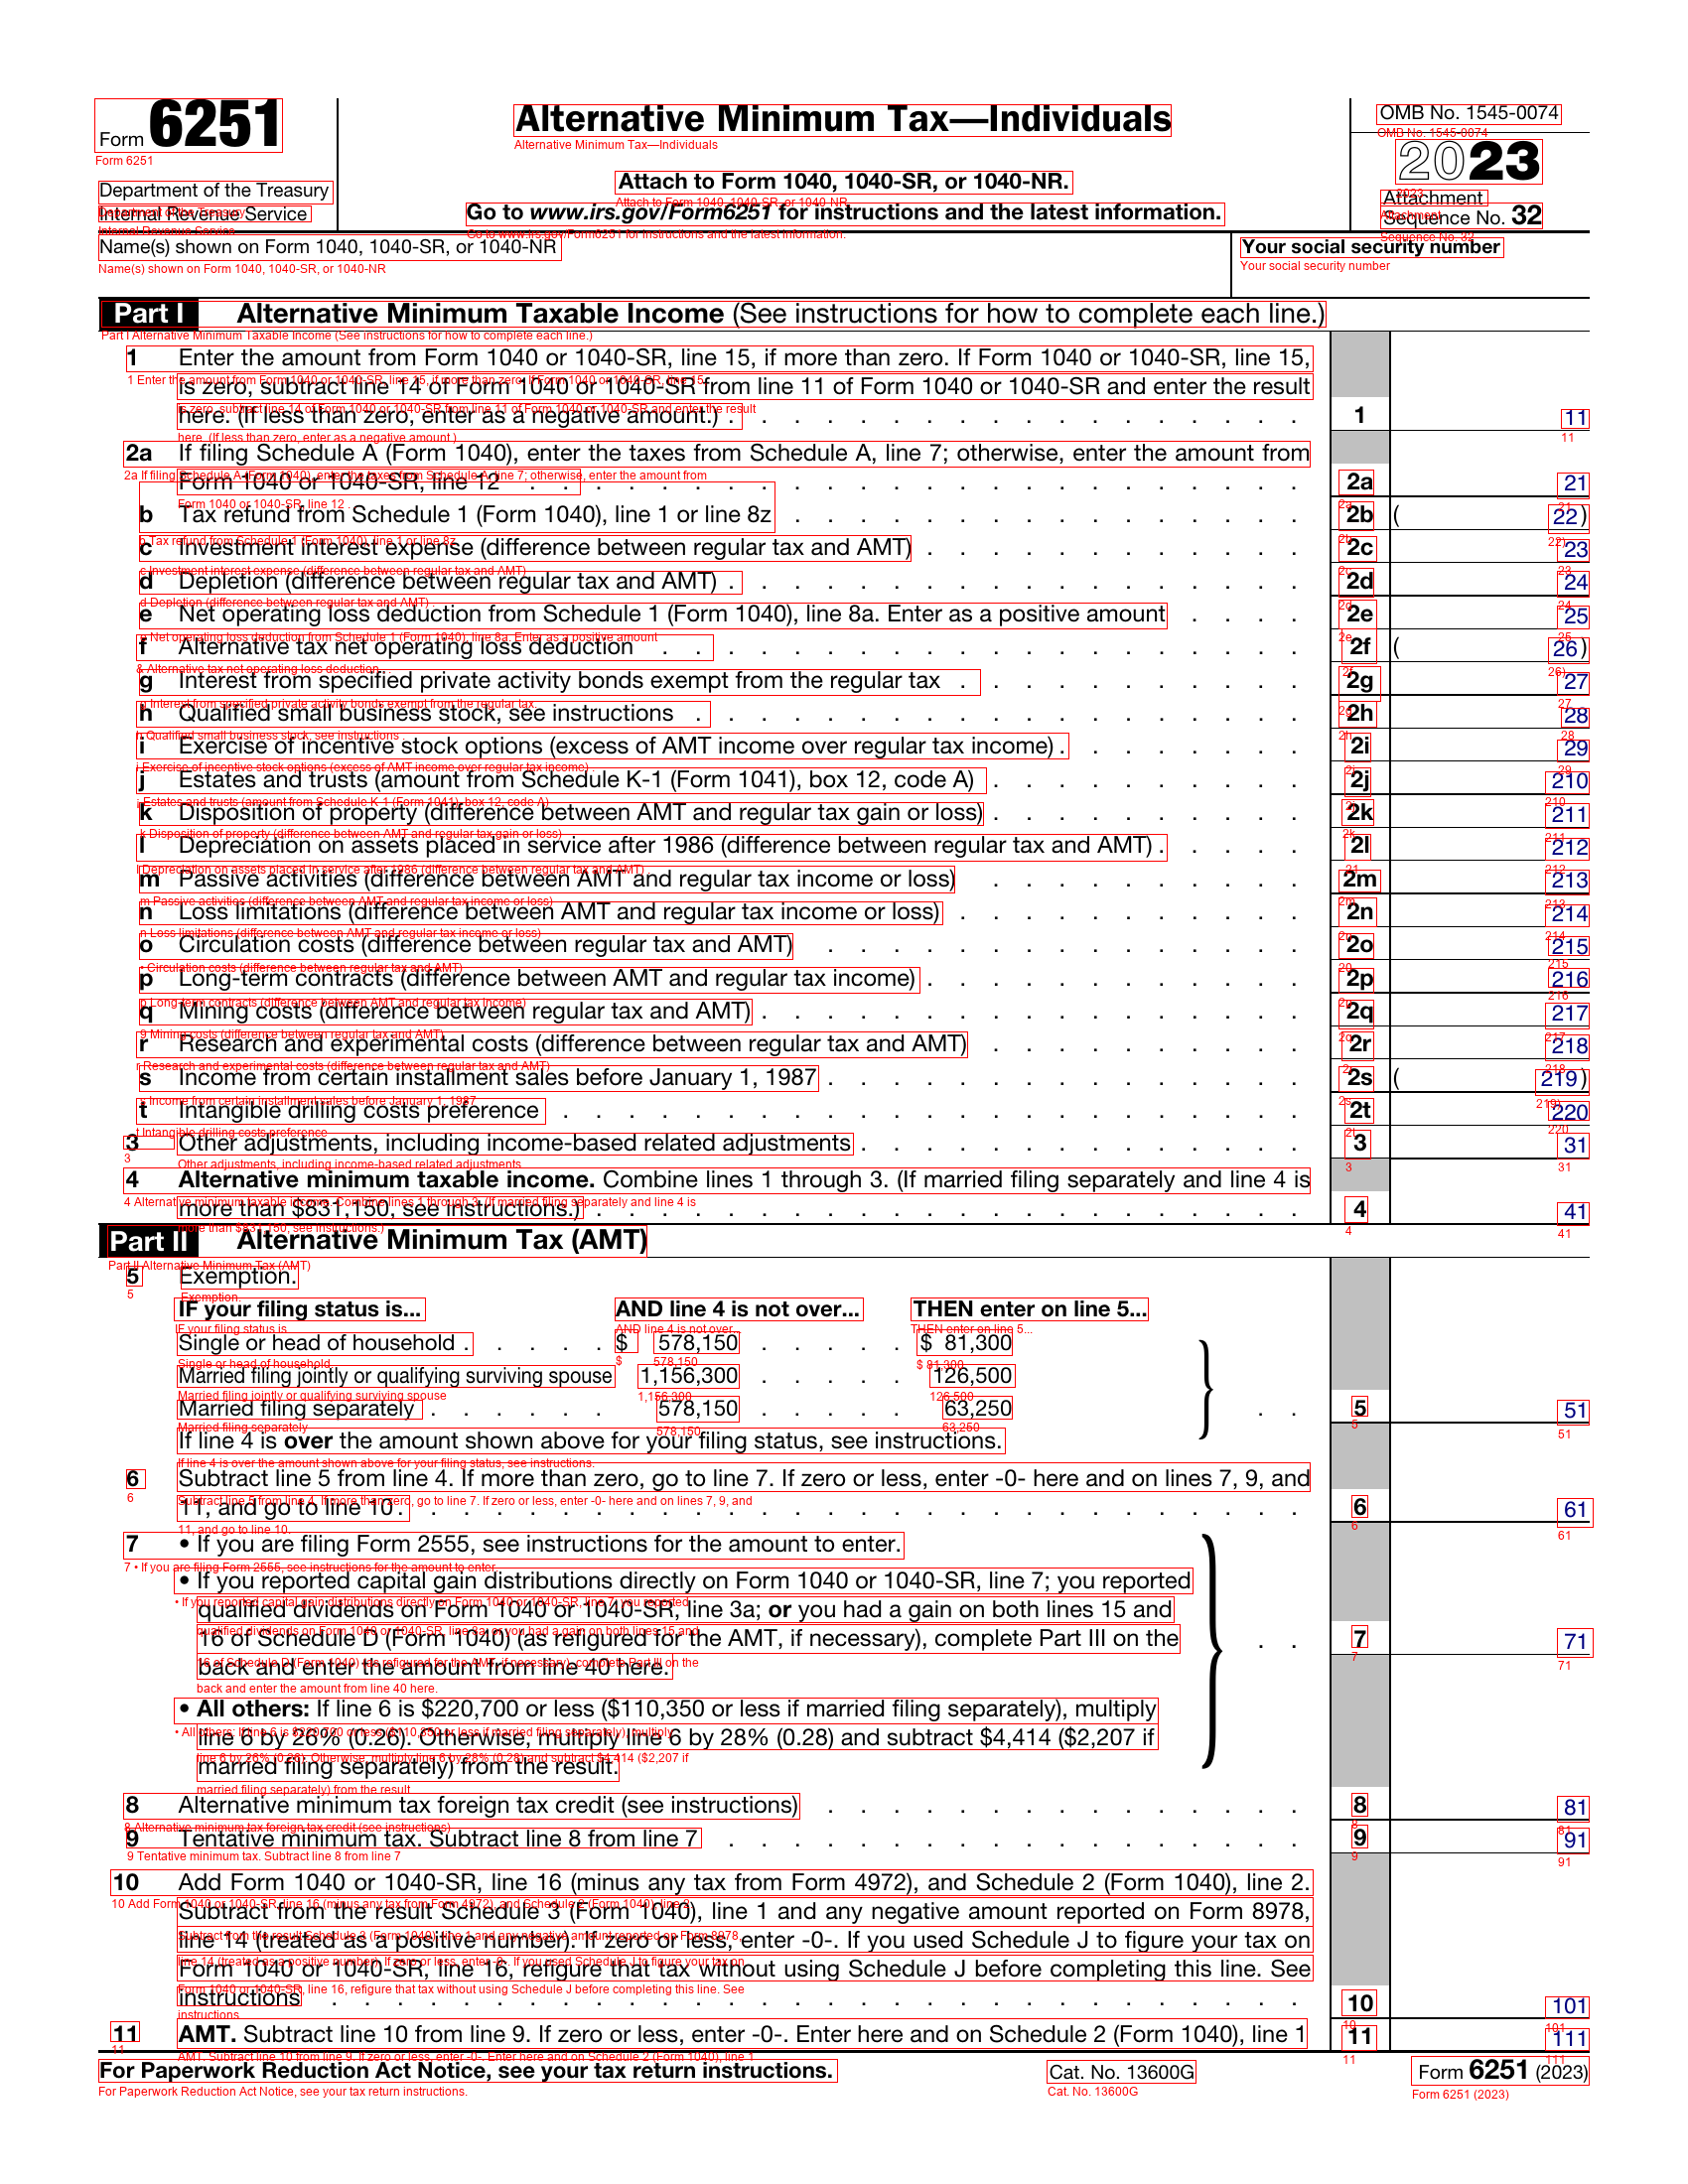 Form 6251
Department of the Treasury
Internal Revenue Service
Alternative Minimum Tax—Individuals
Attach to Form 1040, 1040-SR, or 1040-NR.
Go to www.irs.gov/Form6251 for instructions and the latest information.
OMB No. 1545-0074
2023
Attachment
Sequence No. 32
Name(s) shown on Form 1040, 1040-SR, or 1040-NR
Your social security number
Part I Alternative Minimum Taxable Income (See instructions for how to complete each line.)
1 Enter the amount from Form 1040 or 1040-SR, line 15, if more than zero. If Form 1040 or 1040-SR, line 15,
is zero, subtract line 14 of Form 1040 or 1040-SR from line 11 of Form 1040 or 1040-SR and enter the result
here. (If less than zero, enter as a negative amount.) . 1 11
2a If filing Schedule A (Form 1040), enter the taxes from Schedule A, line 7; otherwise, enter the amount from
Form 1040 or 1040-SR, line 12 2a 21
b Tax refund from Schedule 1 (Form 1040), line 1 or line 8z 2b ( 22 )
c Investment interest expense (difference between regular tax and AMT) 2c 23
d Depletion (difference between regular tax and AMT) . 2d 24
e Net operating loss deduction from Schedule 1 (Form 1040), line 8a. Enter as a positive amount 2e 25
f Alternative tax net operating loss deduction 2f ( 26 )
g Interest from specified private activity bonds exempt from the regular tax 2g 27
h Qualified small business stock, see instructions 2h 28
i Exercise of incentive stock options (excess of AMT income over regular tax income) . 2i 29
j Estates and trusts (amount from Schedule K-1 (Form 1041), box 12, code A) 2j 210
k Disposition of property (difference between AMT and regular tax gain or loss) 2k 211
l Depreciation on assets placed in service after 1986 (difference between regular tax and AMT) . 2l 212
m Passive activities (difference between AMT and regular tax income or loss) 2m 213
n Loss limitations (difference between AMT and regular tax income or loss) 2n 214
o Circulation costs (difference between regular tax and AMT) 2o 215
p Long-term contracts (difference between AMT and regular tax income) 2p 216
q Mining costs (difference between regular tax and AMT) 2q 217
r Research and experimental costs (difference between regular tax and AMT) 2r 218
s Income from certain installment sales before January 1, 1987 2s ( 219 )
t Intangible drilling costs preference 2t 220
3 Other adjustments, including income-based related adjustments 3 31
4 Alternative minimum taxable income. Combine lines 1 through 3. (If married filing separately and line 4 is
more than $831,150, see instructions.) 4 41
Part II Alternative Minimum Tax (AMT)
5 Exemption.
IF your filing status is... AND line 4 is not over... THEN enter on line 5...
Single or head of household . $ 578,150 $ 81,300
Married filing jointly or qualifying surviving spouse 1,156,300 126,500
Married filing separately 578,150 63,250 5 51
If line 4 is over the amount shown above for your filing status, see instructions.
6 Subtract line 5 from line 4. If more than zero, go to line 7. If zero or less, enter -0- here and on lines 7, 9, and
11, and go to line 10 . 6 61
7 • If you are filing Form 2555, see instructions for the amount to enter.
• If you reported capital gain distributions directly on Form 1040 or 1040-SR, line 7; you reported
qualified dividends on Form 1040 or 1040-SR, line 3a; or you had a gain on both lines 15 and
16 of Schedule D (Form 1040) (as refigured for the AMT, if necessary), complete Part III on the 7 71
back and enter the amount from line 40 here.
• All others: If line 6 is $220,700 or less ($110,350 or less if married filing separately), multiply
line 6 by 26% (0.26). Otherwise, multiply line 6 by 28% (0.28) and subtract $4,414 ($2,207 if
married filing separately) from the result.
8 Alternative minimum tax foreign tax credit (see instructions) 8 81
9 Tentative minimum tax. Subtract line 8 from line 7 9 91
10 Add Form 1040 or 1040-SR, line 16 (minus any tax from Form 4972), and Schedule 2 (Form 1040), line 2.
Subtract from the result Schedule 3 (Form 1040), line 1 and any negative amount reported on Form 8978,
line 14 (treated as a positive number). If zero or less, enter -0-. If you used Schedule J to figure your tax on
Form 1040 or 1040-SR, line 16, refigure that tax without using Schedule J before completing this line. See
instructions 10 101
11 AMT. Subtract line 10 from line 9. If zero or less, enter -0-. Enter here and on Schedule 2 (Form 1040), line 1 11 111
For Paperwork Reduction Act Notice, see your tax return instructions. Cat. No. 13600G Form 6251 (2023)